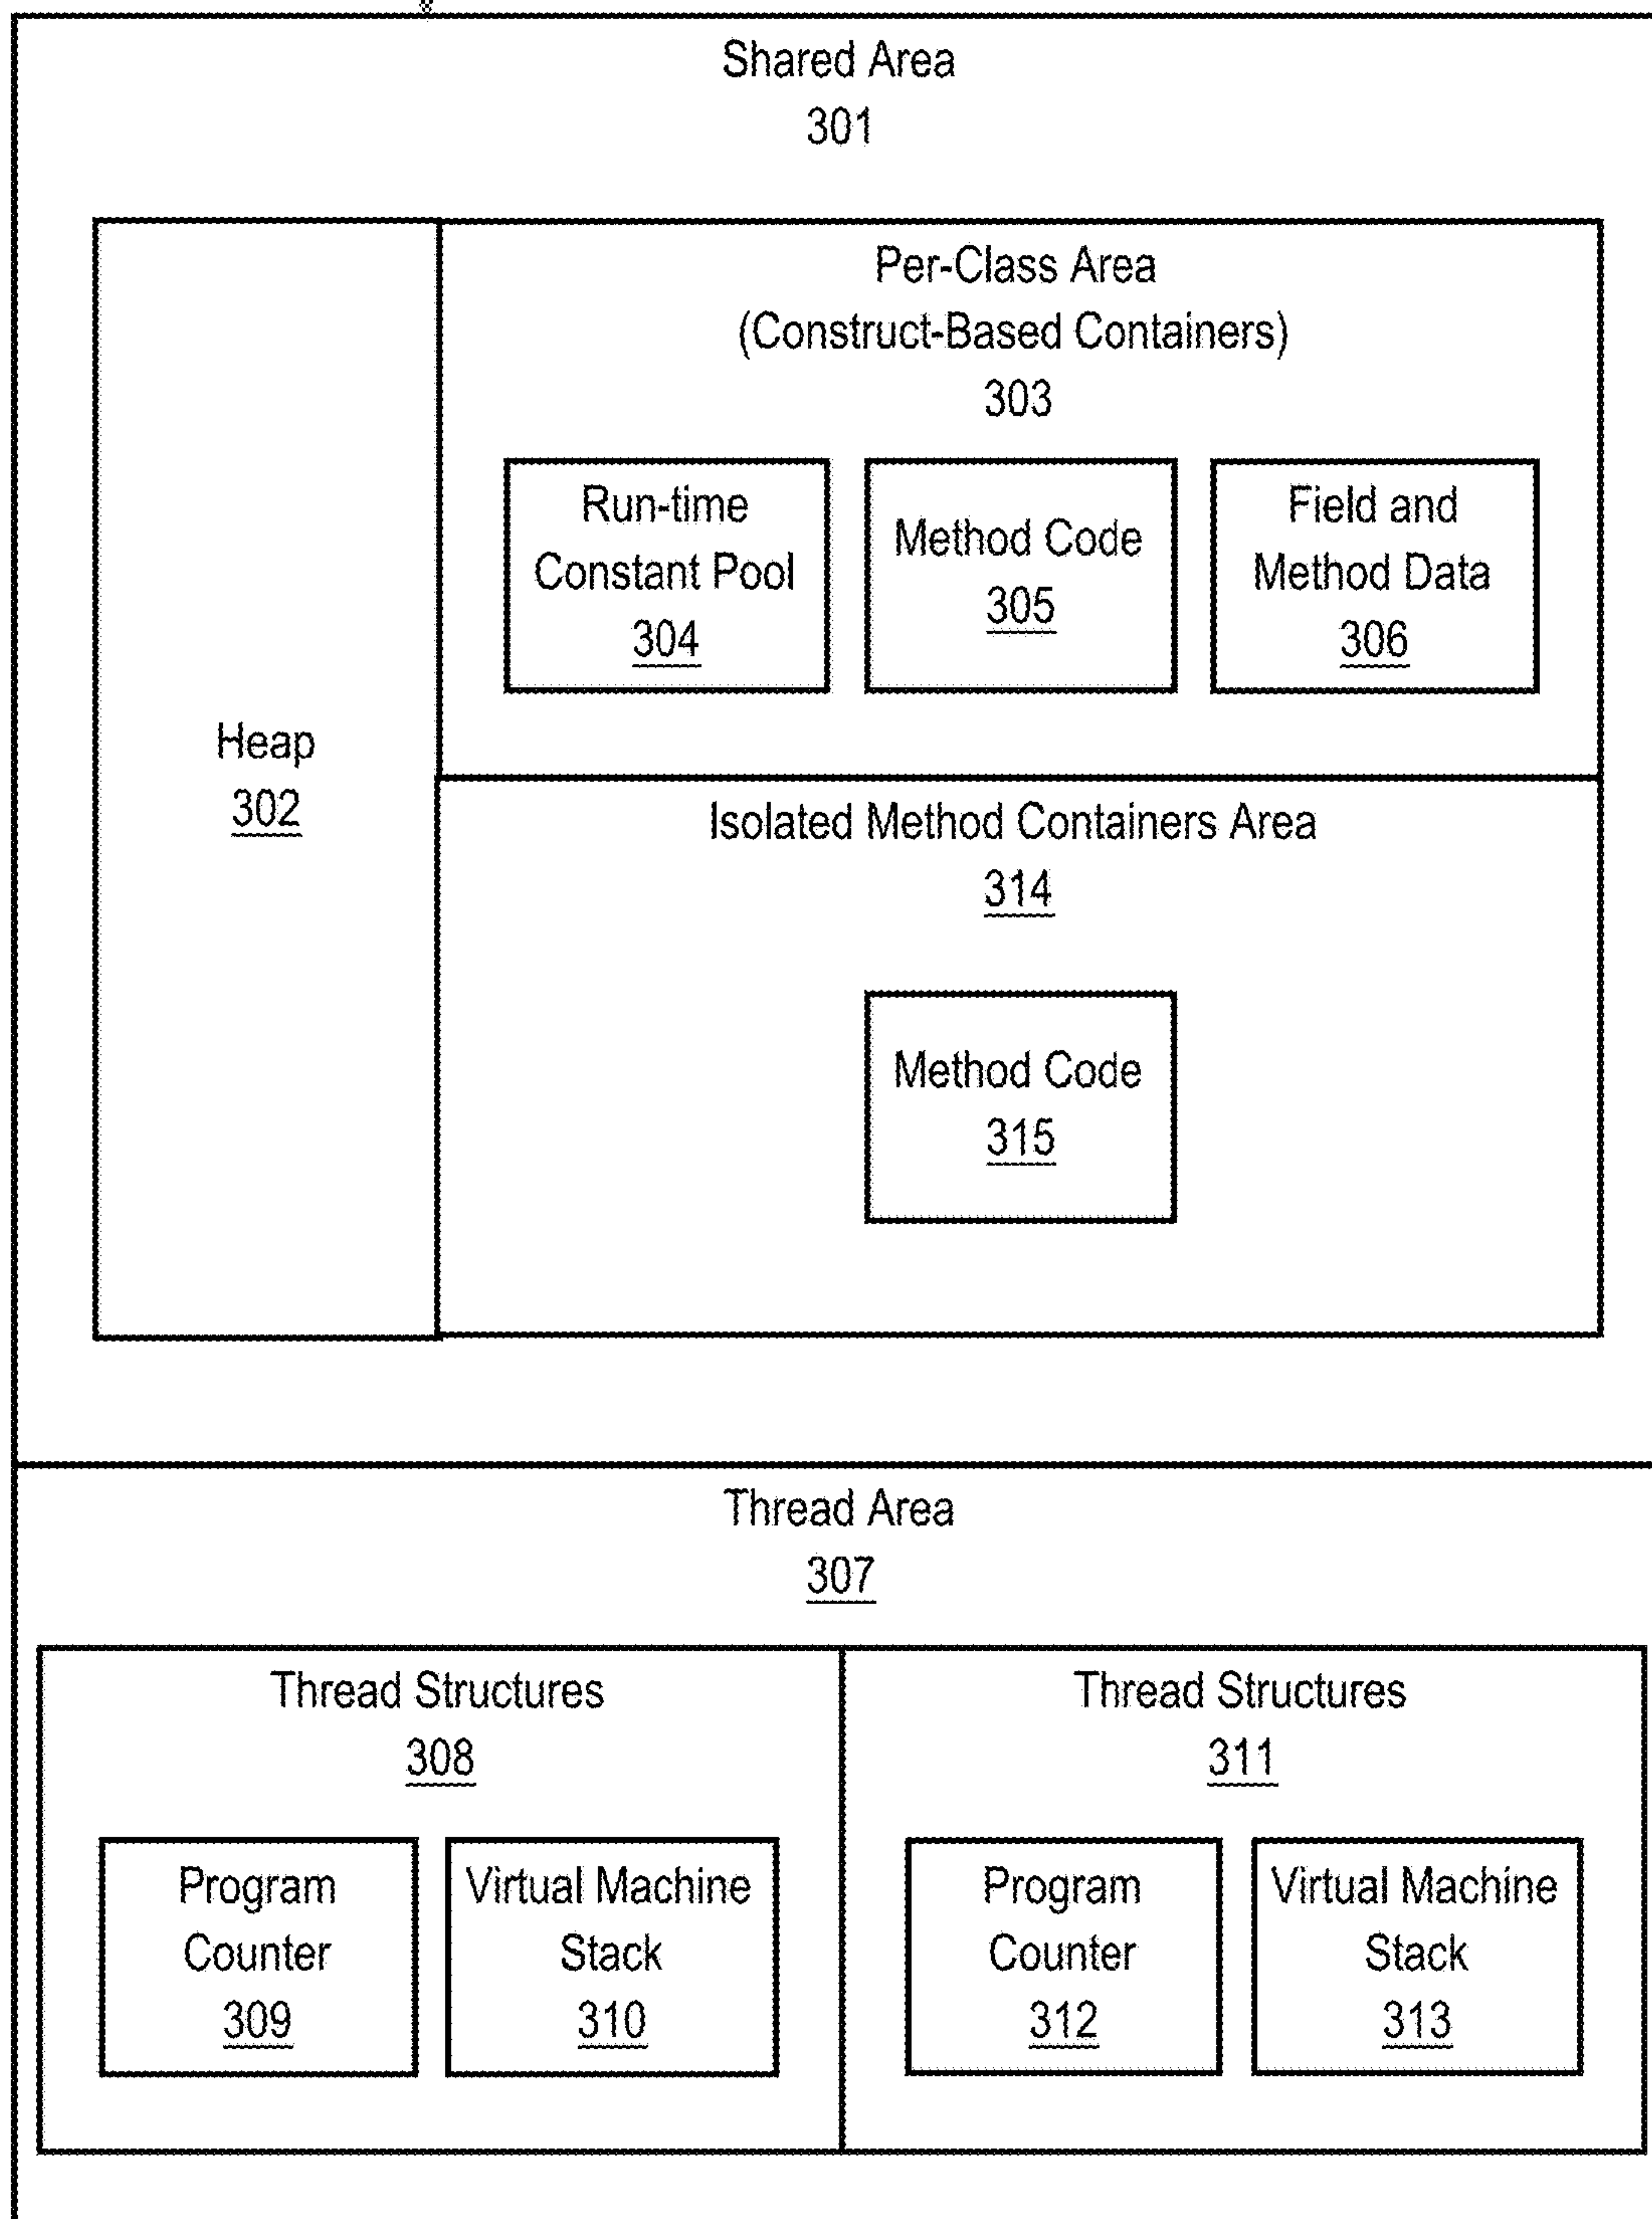 Shared Area
301
Per-Class Area
(Construct-Based Containers)
303
Run-time
Constant Pool
304
Method Code
305
Field and
Method Data
306
Heap
302
Isolated Method Containers Area
314
Method Code
315
Thread Area
307
Thread Structures
308
Program
Counter
309
Virtual Machine
Stack
310
Thread Structures
311
Program
Counter
312
Virtual Machine
Stack
313